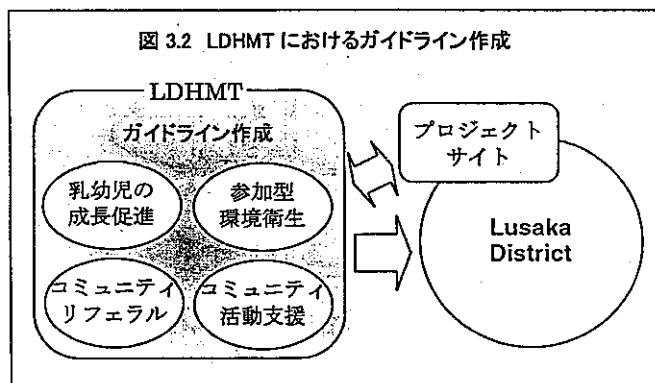 図 3.2 LDHMT におけるガイドライン作成
LDHMT
ガイドライン作成
乳幼児の
成長促進
参加型
環境衛生
コミュニティ
リフェラル
コミュニティ
活動支援
プロジェクト
サイト
Lusaka
District